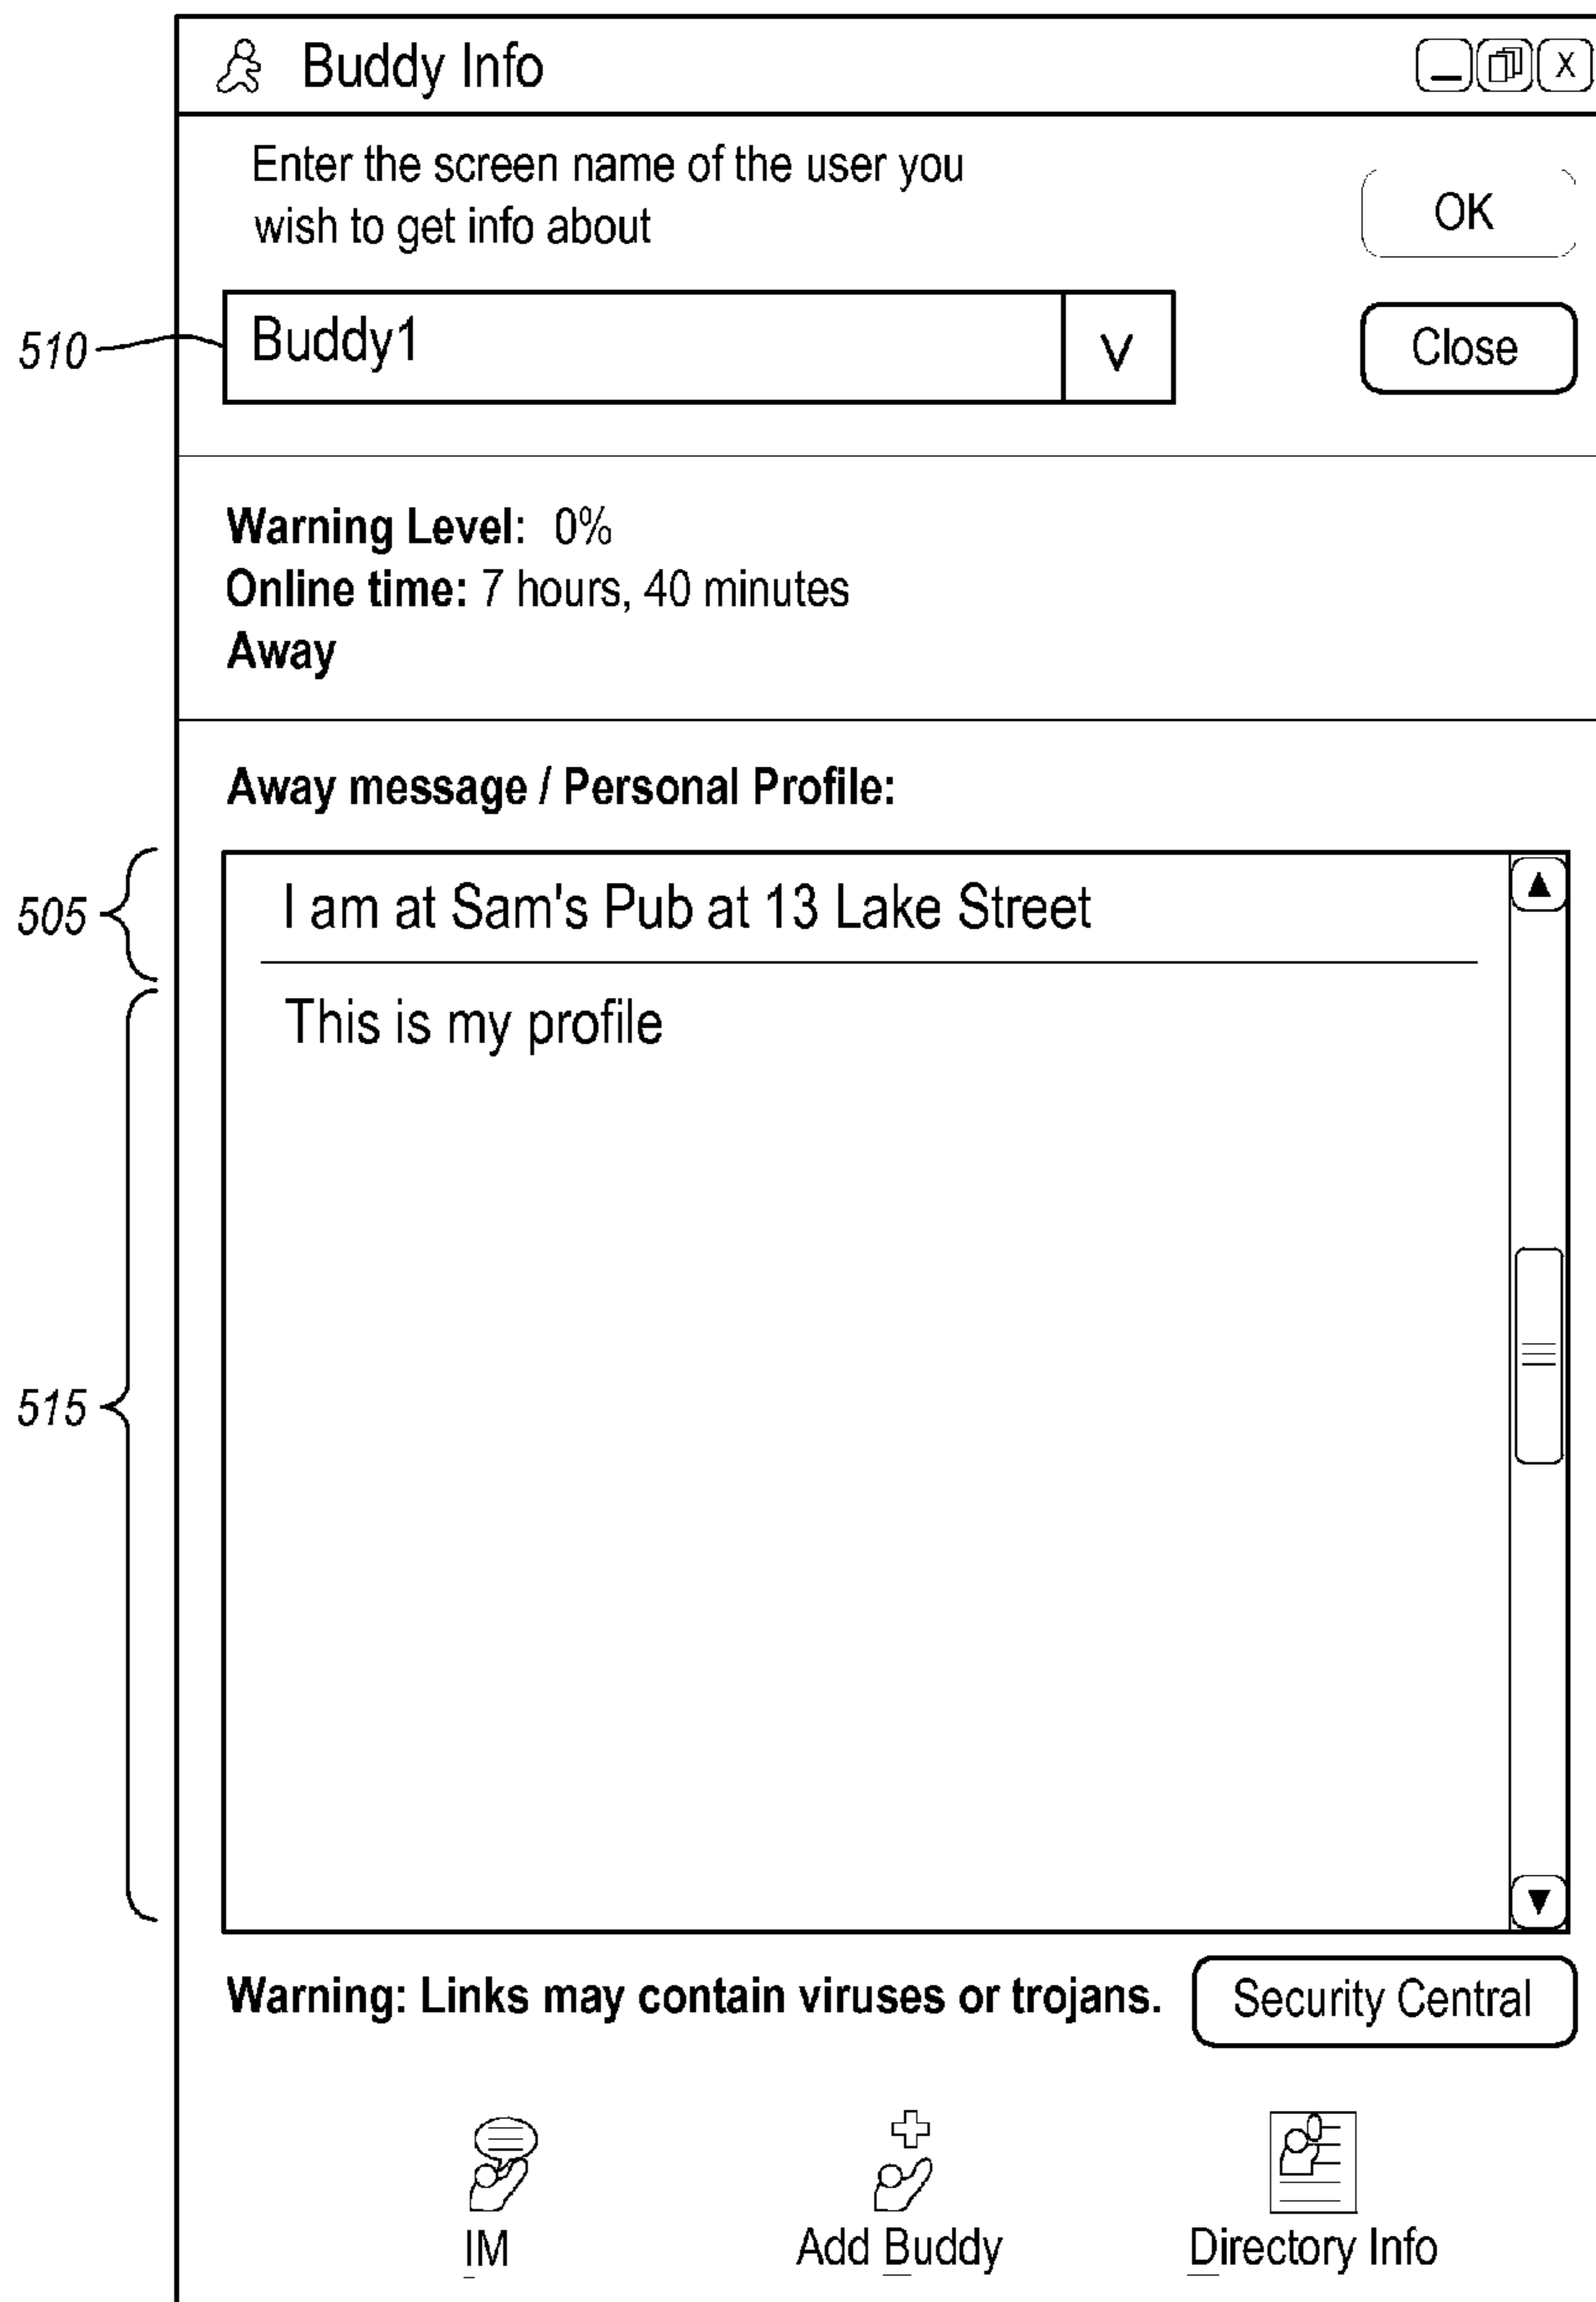 Buddy Info
X
Enter the screen name of the user you
wish to get info about
OK
510
Buddy1
V
Close
Warning Level: 0%
Online time: 7 hours, 40 minutes
Away
Away message / Personal Profile:
505
I am at Sam's Pub at 13 Lake Street
This is my profile
515
Warning: Links may contain viruses or trojans.
Security Central
IM
Add Buddy
Directory Info